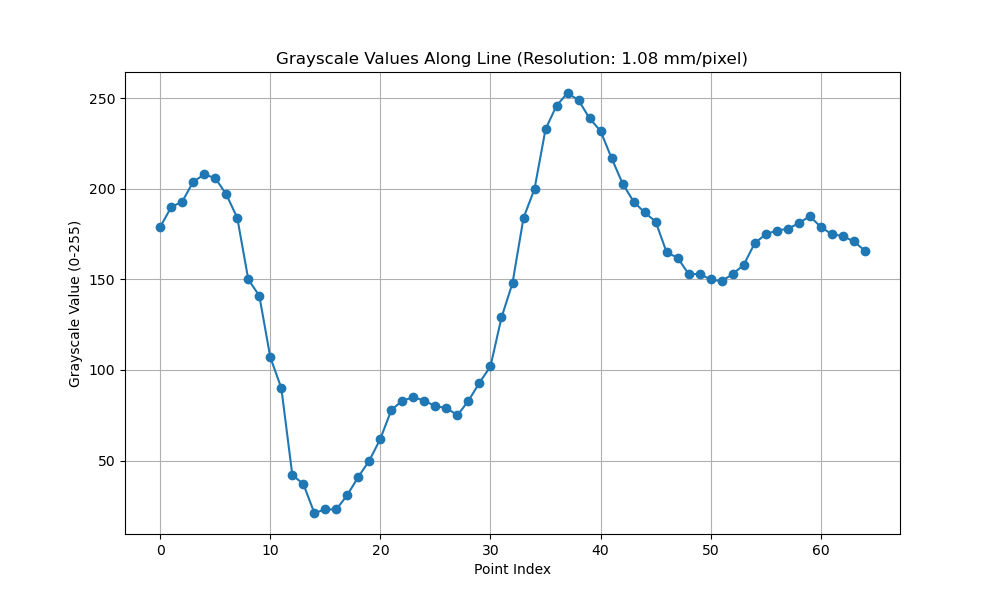 Grayscale Values Along Line (Resolution: 1.08 mm/pixel)
250
200
150
100
50
Grayscale Value (0-255)
0 10 20 30 40 50 60
Point Index